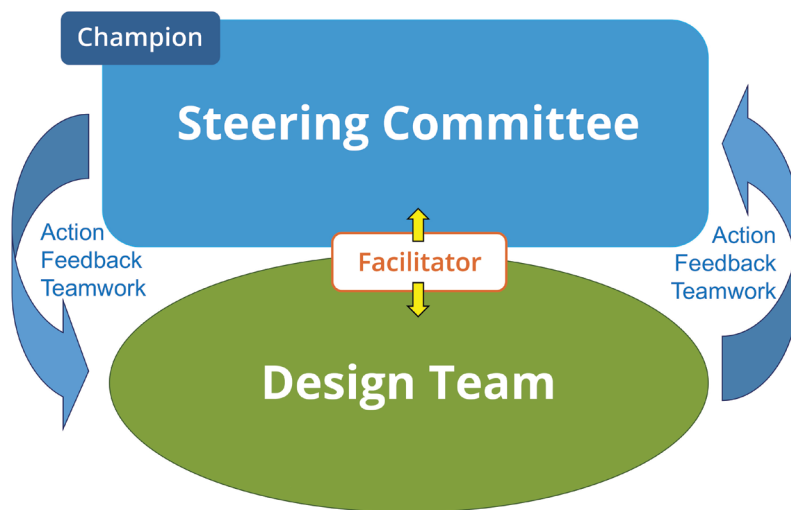 Champion
Steering Committee
Action
Feedback
Teamwork
Facilitator
Action
Feedback
Teamwork
Design Team